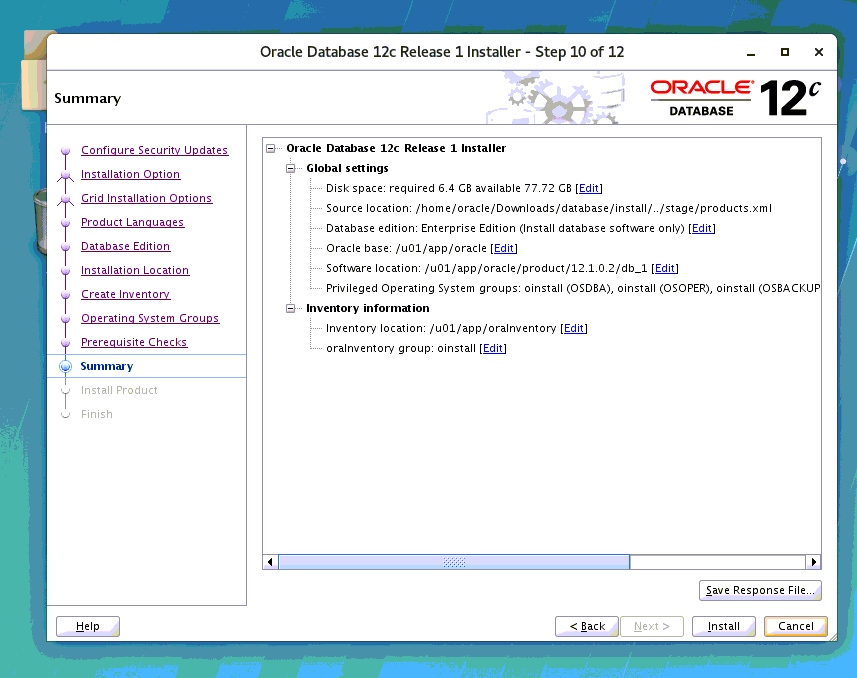 Oracle Database 12c Release 1 Installer - Step 10 of 12
Summary
ORACLE® DATABASE 12c
Configure Security Updates
Installation Option
Grid Installation Options
Product Languages
Database Edition
Installation Location
Create Inventory
Operating System Groups
Prerequisite Checks
Summary
Install Product
Finish
Oracle Database 12c Release 1 Installer
Global settings
Disk space: required 6.4 GB available 77.72 GB [Edit]
Source location: /home/oracle/Downloads/database/install/../stage/products.xml
Database edition: Enterprise Edition (Install database software only) [Edit]
Oracle base: /u01/app/oracle [Edit]
Software location: /u01/app/oracle/product/12.1.0.2/db_1 [Edit]
Privileged Operating System groups: oinstall (OSDBA), oinstall (OSOPER), oinstall (OSBACKUP
Inventory information
Inventory location: /u01/app/oraInventory [Edit]
oraInventory group: oinstall [Edit]
Save Response File...
Help
< Back
Next >
Install
Cancel